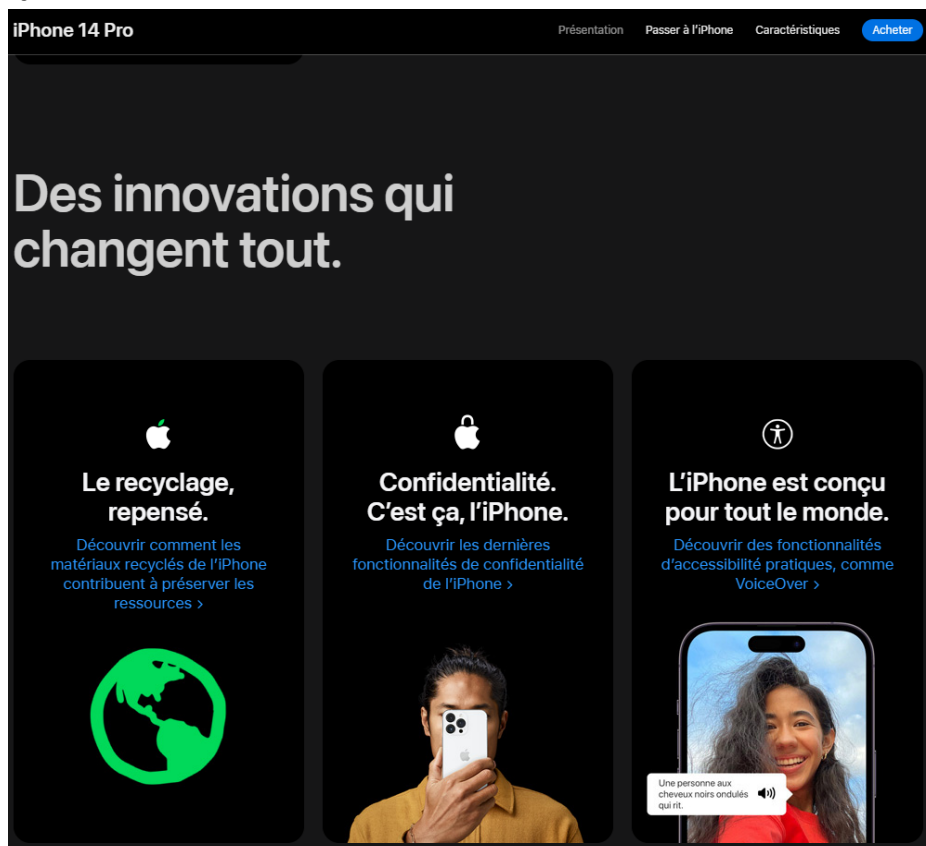 iPhone 14 Pro
Présentation
Passer à l’iPhone
Caractéristiques
Acheter
Des innovations qui
changent tout.
Le recyclage,
repensé.
Découvrir comment les
matériaux recyclés de l’iPhone
contribuent à préserver les
ressources >
Confidentialité.
C’est ça, l’iPhone.
Découvrir les dernières
fonctionnalités de confidentialité
de l’iPhone >
L’iPhone est conçu
pour tout le monde.
Découvrir des fonctionnalités
d’accessibilité pratiques, comme
VoiceOver >
Une personne aux
cheveux noirs ondulés
qui rit.